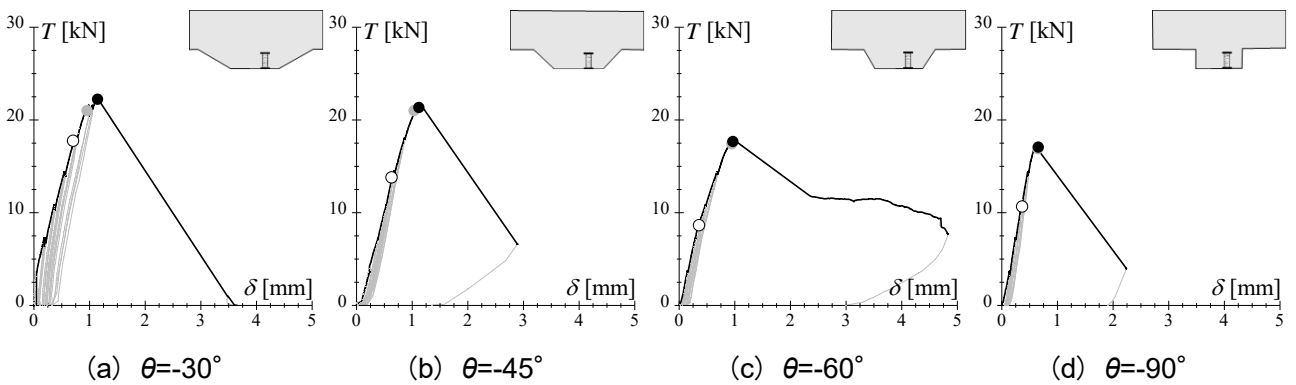 30 T [kN] 30 T [kN] 30 T [kN] 30 T [kN]
20 20 20 20
10 10 10 10
δ [mm] δ [mm] δ [mm] δ [mm]
0 0 0 0
0 1 2 3 4 5 0 1 2 3 4 5 0 1 2 3 4 5 0 1 2 3 4 5
(a) θ=-30° (b) θ=-45° (c) θ=-60° (d) θ=-90°